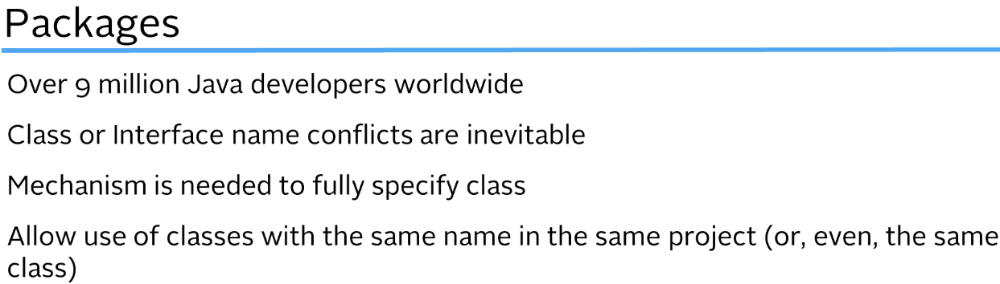 Packages
Over 9 million Java developers worldwide
Class or Interface name conflicts are inevitable
Mechanism is needed to fully specify class
Allow use of classes with the same name in the same project (or, even, the same
class)